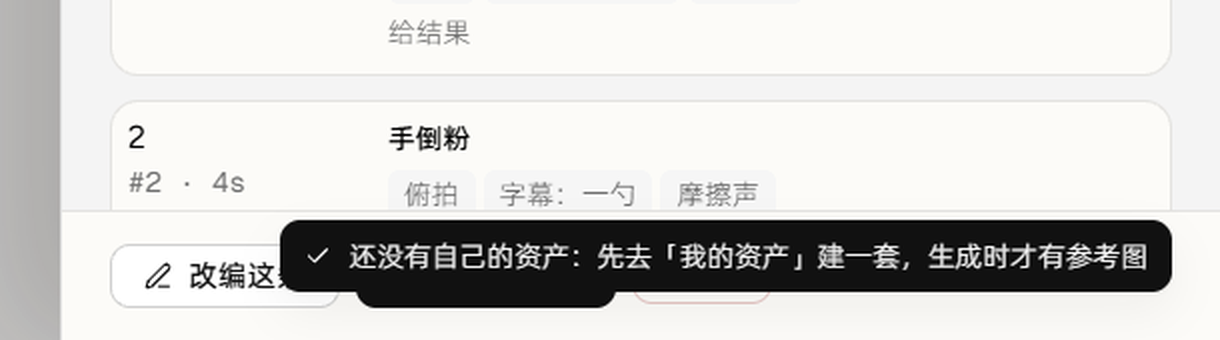 给结果
2
手倒粉
#2 · 4s
俯拍
字幕：一勺
摩擦声
改编这
还没有自己的资产：先去「我的资产」建一套，生成时才有参考图